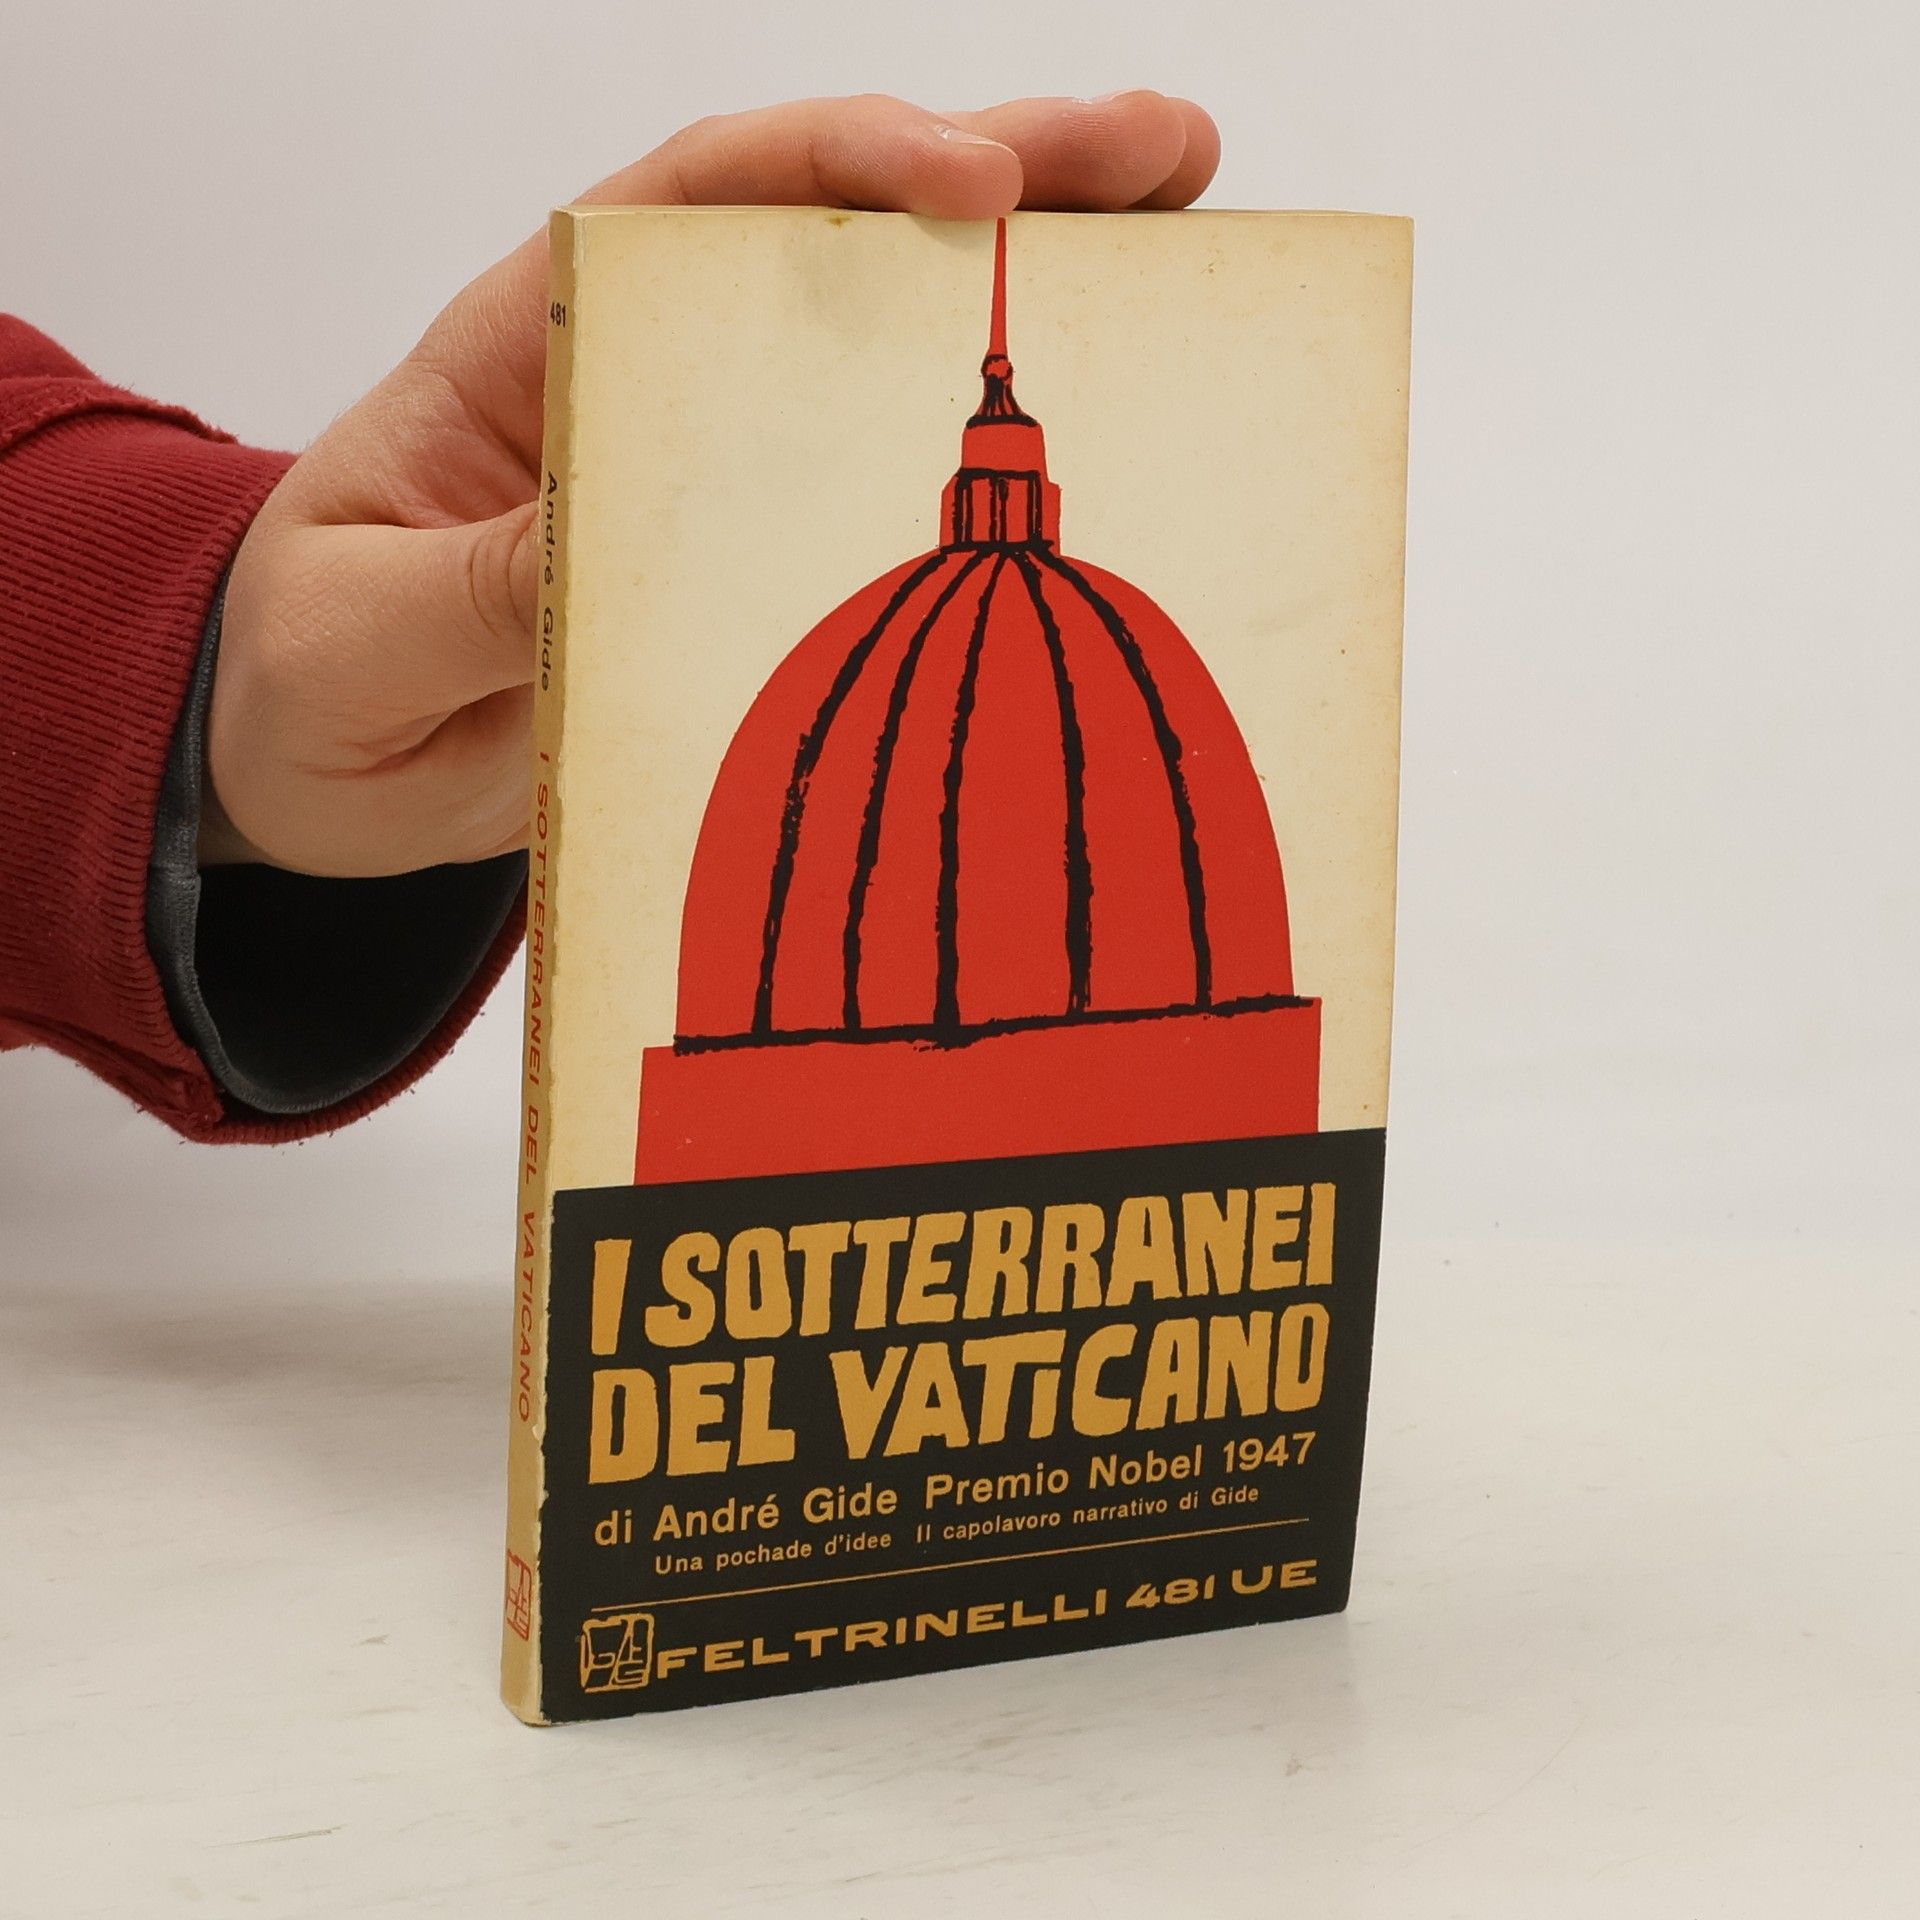 481
André Gide I SOTTERRANEI DEL VATICANO
I SOTTERRANEI
DEL VATiCANO
di André Gide Premio Nobel 1947
Una pochade d'idee Il capolavoro narrativo di Gide
FELTRINELLI 481 UE